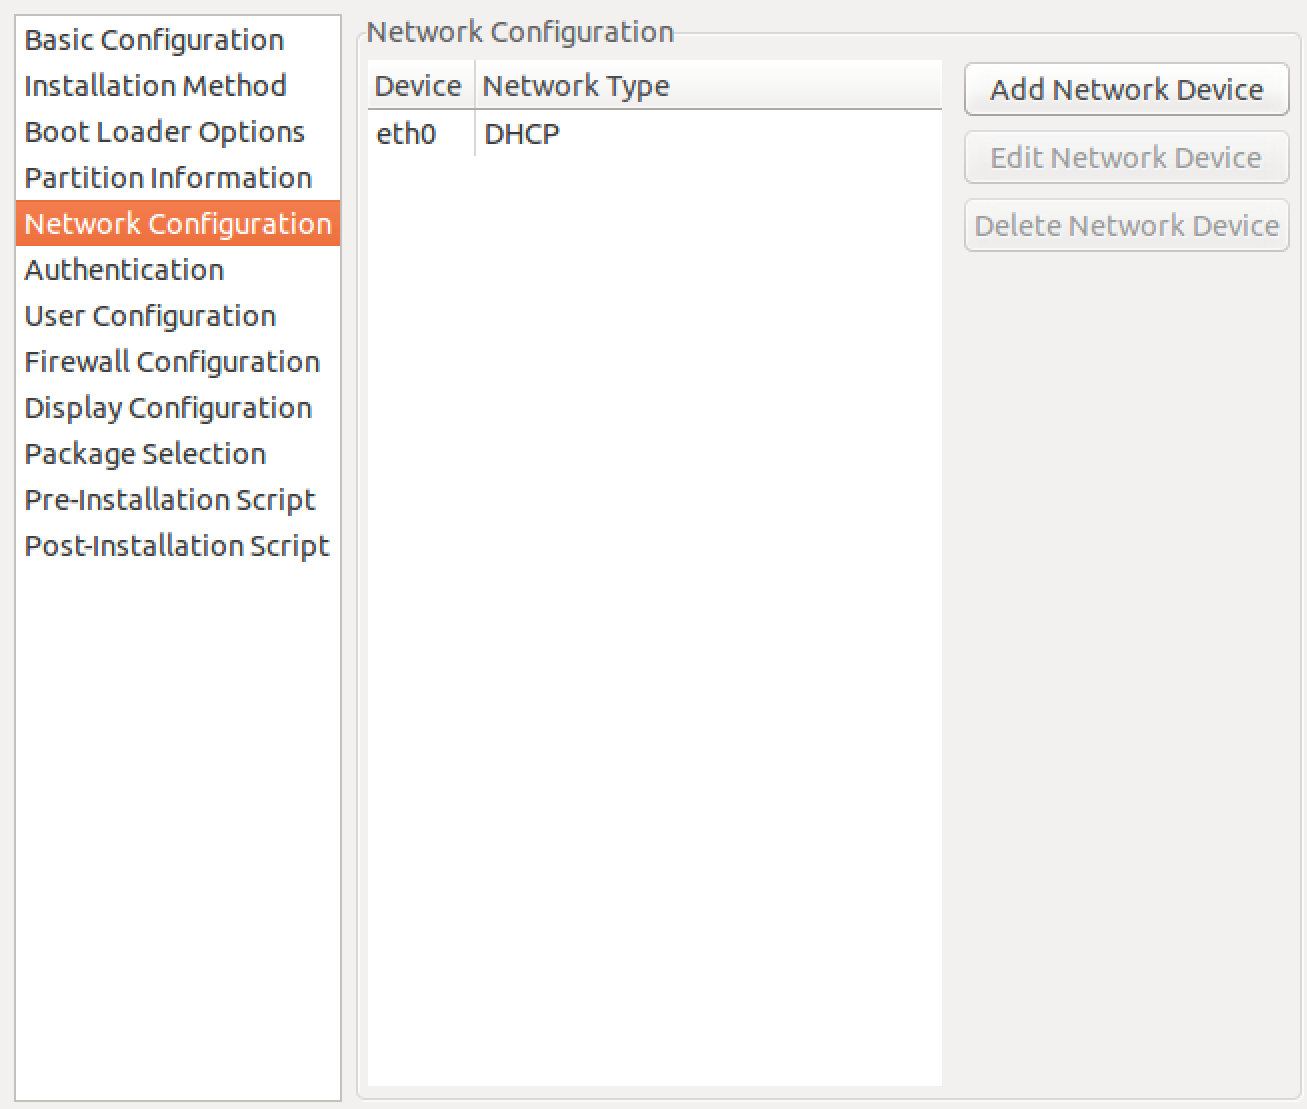 Basic Configuration
Installation Method
Boot Loader Options
Partition Information
Network Configuration
Authentication
User Configuration
Firewall Configuration
Display Configuration
Package Selection
Pre-Installation Script
Post-Installation Script
Network Configuration
Device Network Type
eth0 DHCP
Add Network Device
Edit Network Device
Delete Network Device